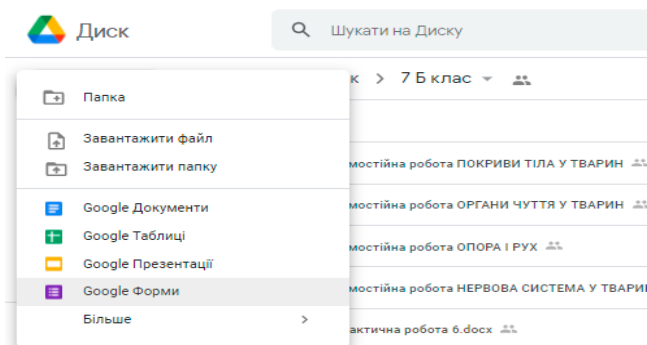 Диск
Шукати на Диску
к > 7 Б клас
Папка
Завантажити файл
Завантажити папку
Google Документи
Google Таблиці
Google Презентації
Google Форми
Більше >
мостійна робота ПОКРИВИ ТІЛА У ТВАРИН
мостійна робота ОРГАНИ ЧУТТЯ У ТВАРИН
мостійна робота ОПОРА І РУХ
мостійна робота НЕРВОВА СИСТЕМА У ТВАРИН
актична робота 6.docx